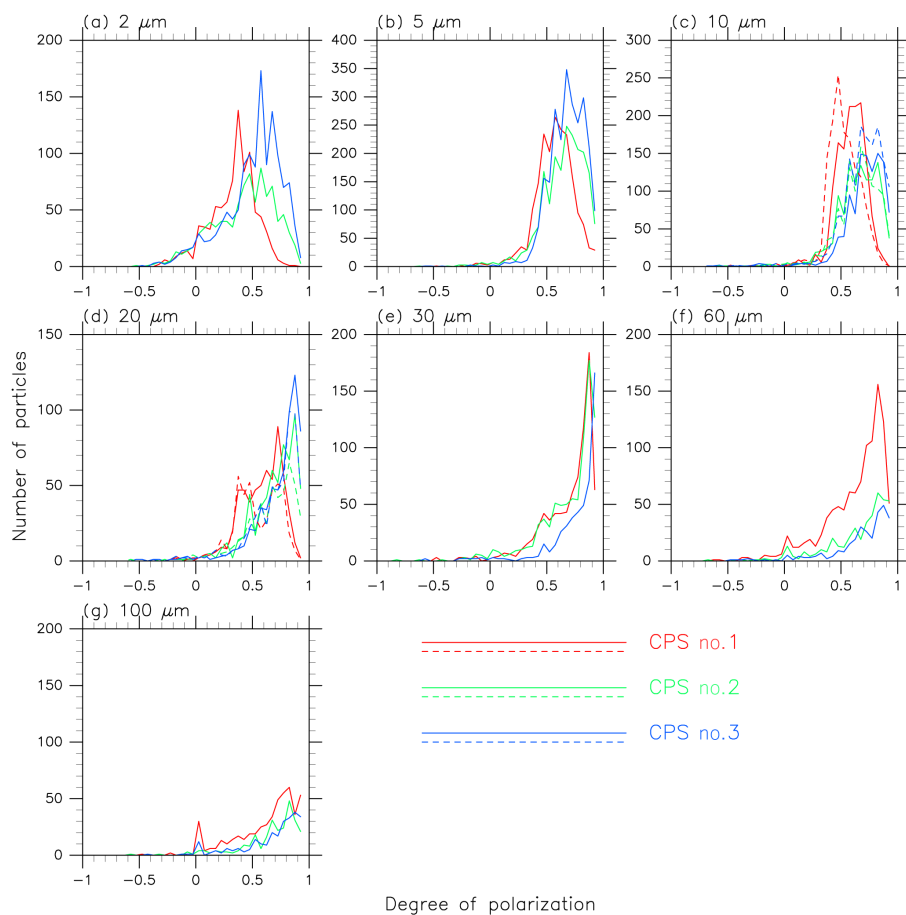 (a) 2 μm
(b) 5 μm
(c) 10 μm
200
150
100
50
0
400
350
300
250
200
150
100
50
0
300
250
200
150
100
50
0
−1 −0.5 0 0.5 1
−1 −0.5 0 0.5 1
−1 −0.5 0 0.5 1
(d) 20 μm
(e) 30 μm
(f) 60 μm
150
100
50
0
200
150
100
50
0
200
150
100
50
0
−1 −0.5 0 0.5 1
−1 −0.5 0 0.5 1
−1 −0.5 0 0.5 1
Number of particles
(g) 100 μm
200
150
100
50
0
−1 −0.5 0 0.5 1
CPS no.1
CPS no.2
CPS no.3
Degree of polarization